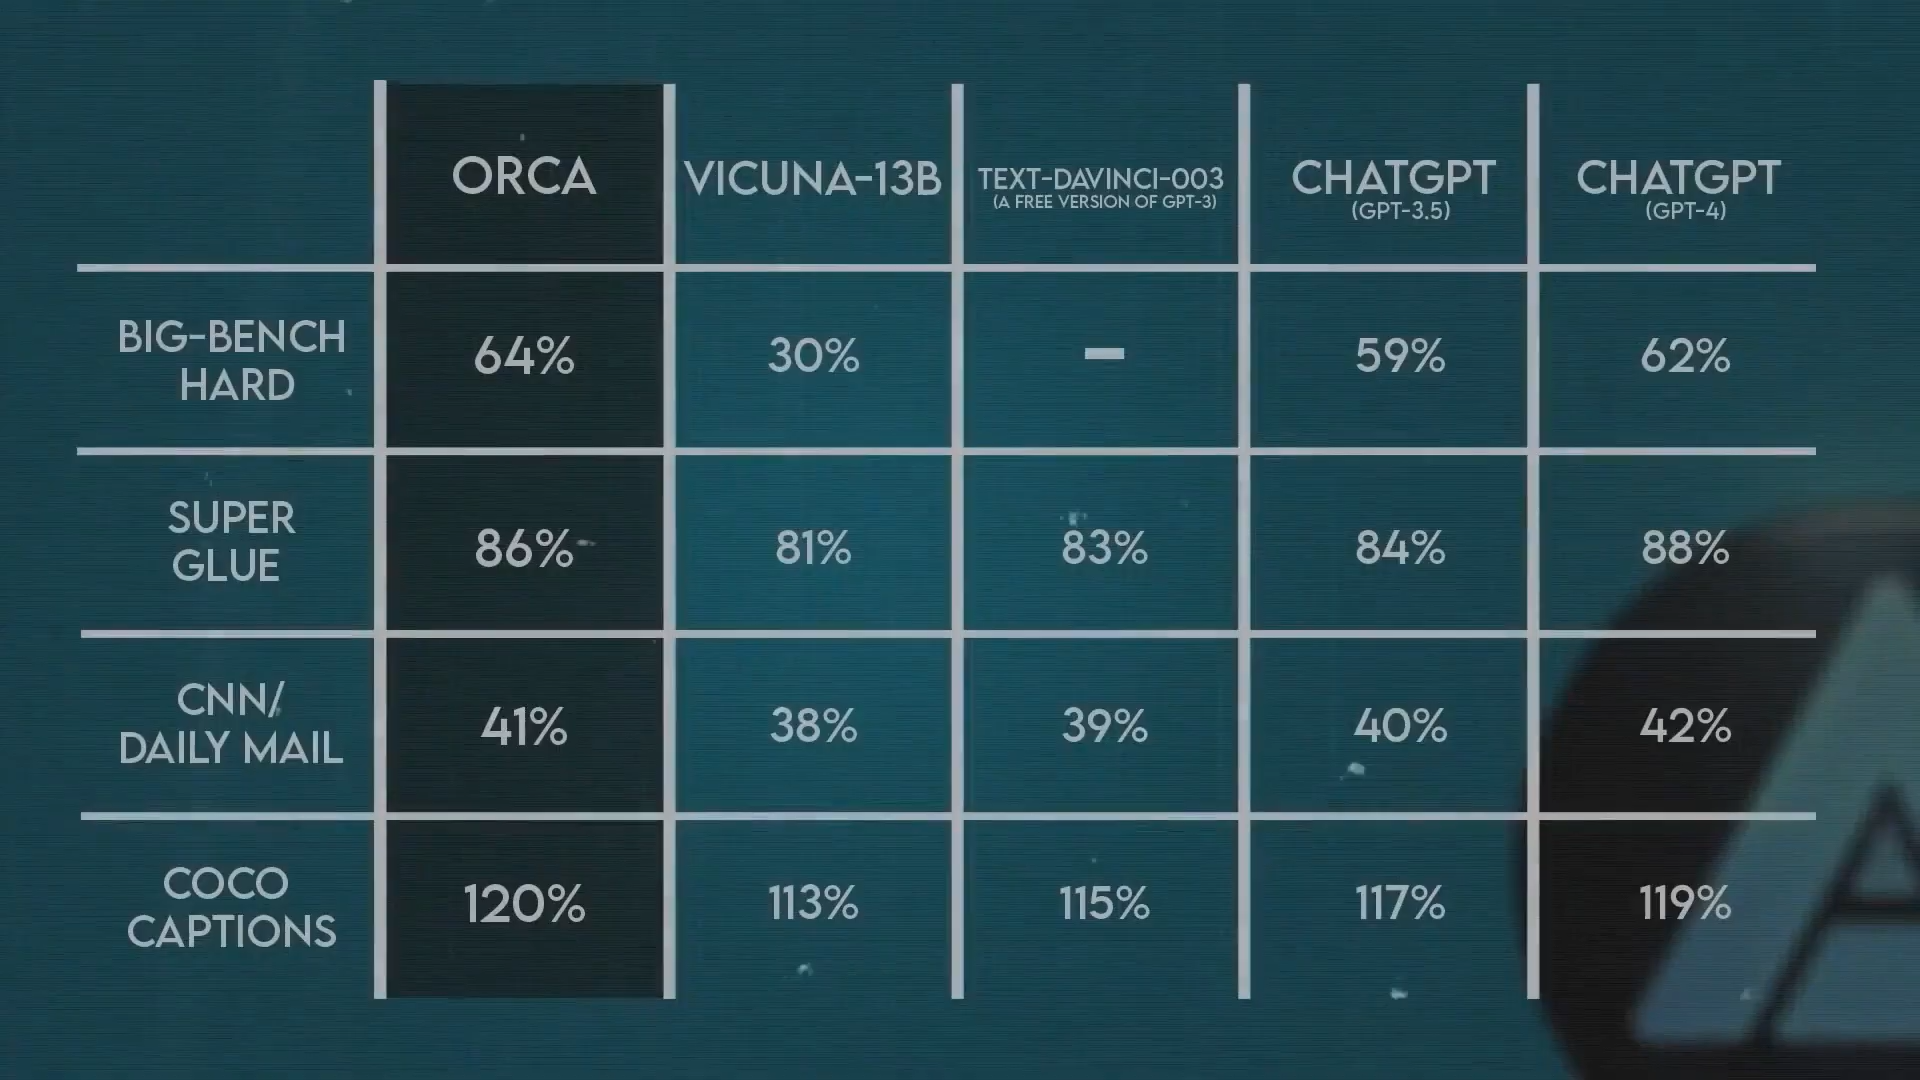 ORCA
VICUNA-13B
TEXT-DAVINCI-003
(A FREE VERSION OF GPT-3)
CHATGPT
(GPT-3.5)
CHATGPT
(GPT-4)
BIG-BENCH
HARD
64%
30%
-
59%
62%
SUPER
GLUE
86%
81%
83%
84%
88%
CNN/
DAILY MAIL
41%
38%
39%
40%
42%
COCO
CAPTIONS
120%
113%
115%
117%
119%